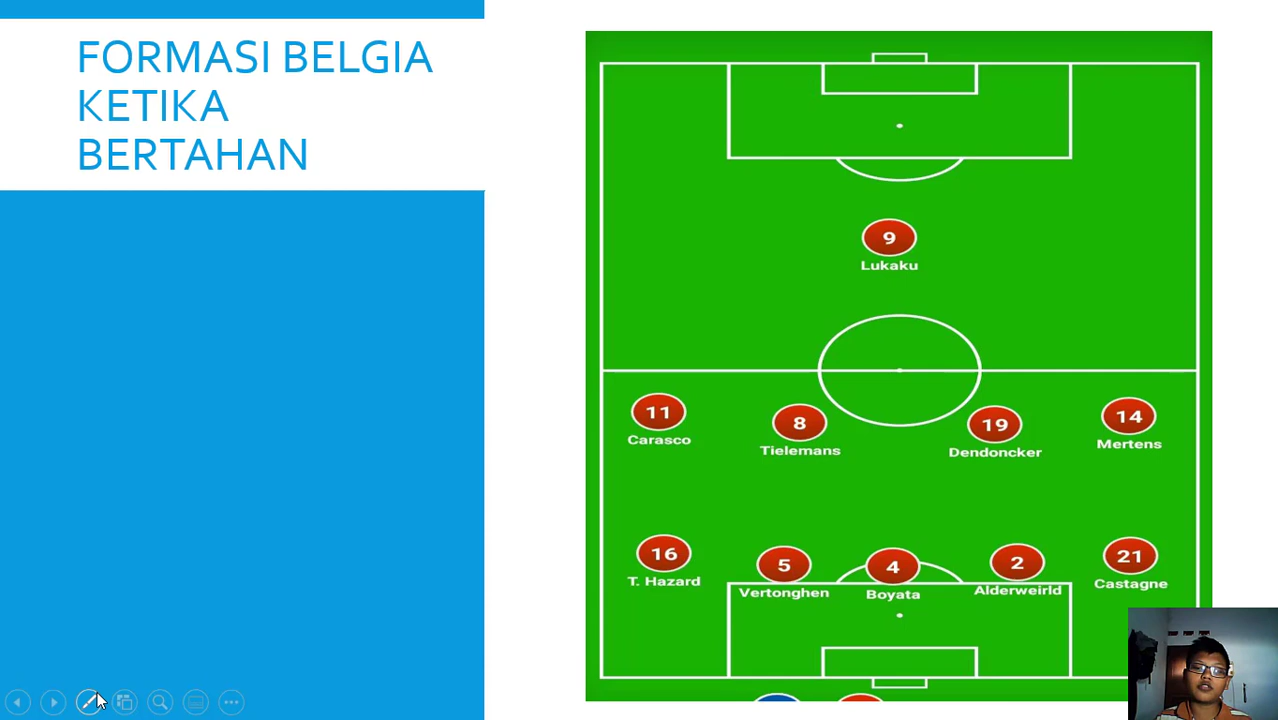 FORMASI BELGIA
KETIKA
BERTAHAN
9
Lukaku
11
Carasco
8
Tielemans
19
Dendoncker
14
Mertens
16
T. Hazard
5
Vertonghen
4
Boyata
2
Alderweirld
21
Castagne